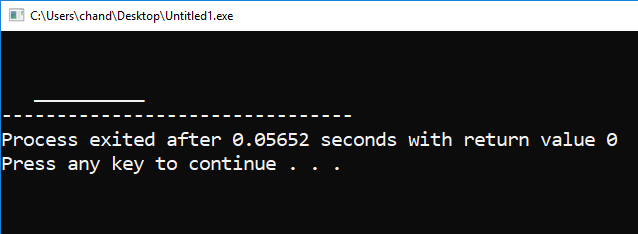 C:\Users\chand\Desktop\Untitled1.exe
__________
--------------------------------
Process exited after 0.05652 seconds with return value 0
Press any key to continue . . .